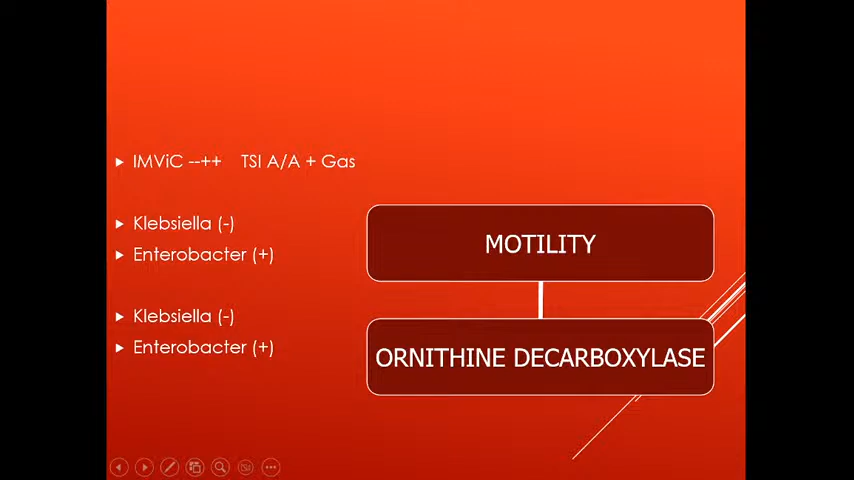 IMViC --++    TSI A/A + Gas
Klebsiella (-)
Enterobacter (+)
MOTILITY
Klebsiella (-)
Enterobacter (+)
ORNITHINE DECARBOXYLASE